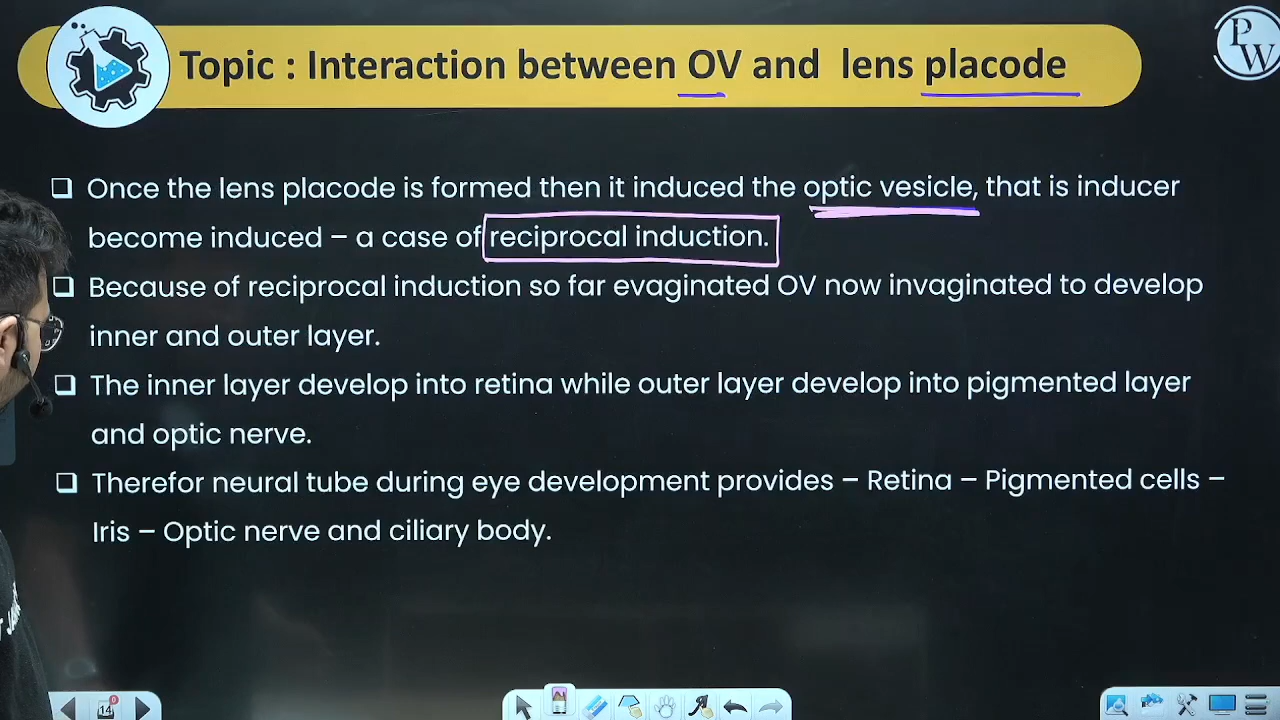 Topic : Interaction between OV and lens placode
PW
Once the lens placode is formed then it induced the optic vesicle, that is inducer
become induced – a case of reciprocal induction.
Because of reciprocal induction so far evaginated OV now invaginated to develop
inner and outer layer.
The inner layer develop into retina while outer layer develop into pigmented layer
and optic nerve.
Therefor neural tube during eye development provides – Retina – Pigmented cells –
Iris – Optic nerve and ciliary body.
14